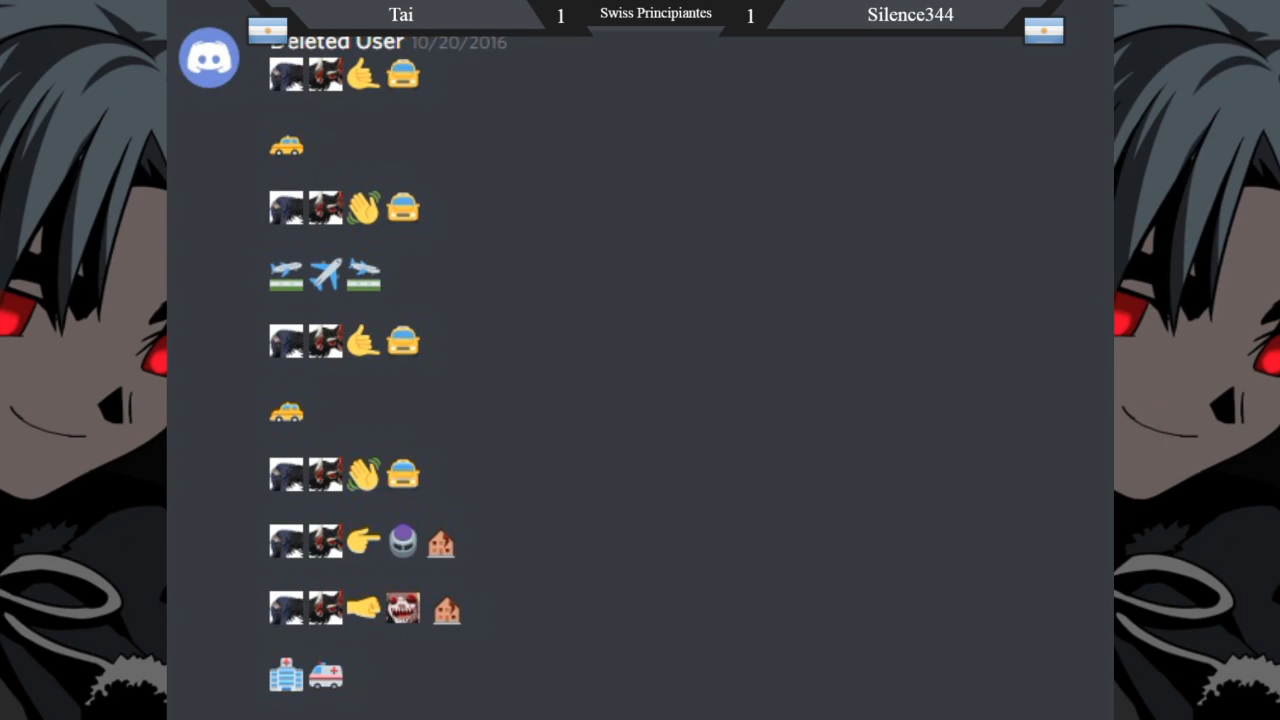 Tai 1 Swiss Principiantes 1 Silence344
Deleted User 10/20/2016